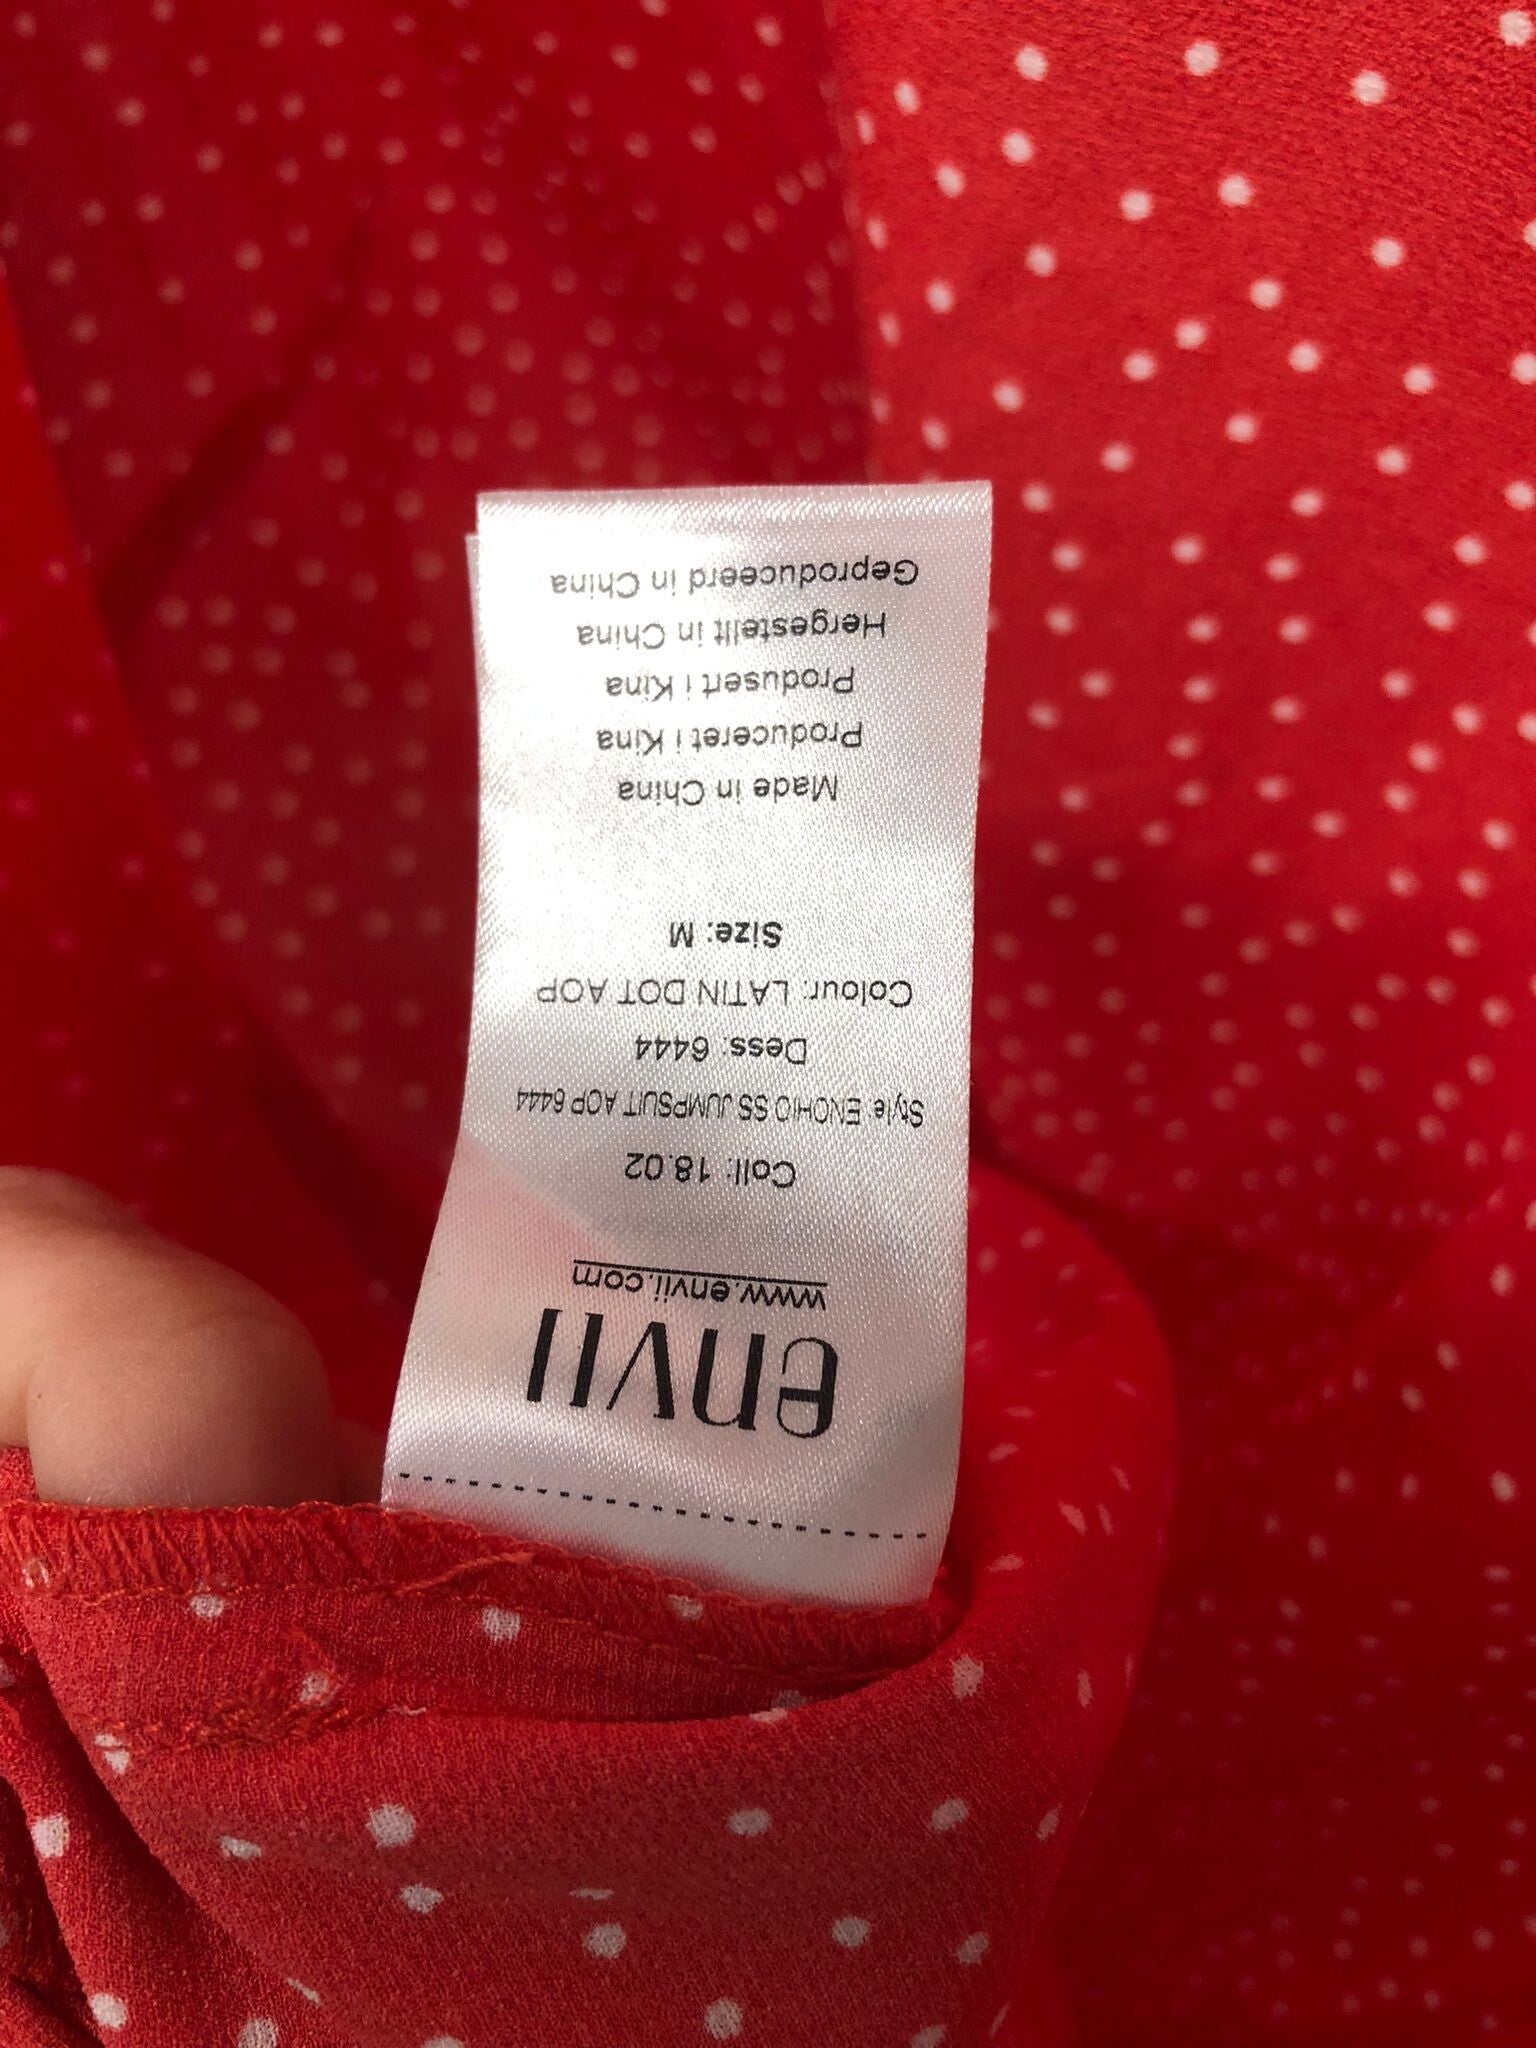 envii
www.envii.com
Coll: 18.02
Style: ENOHIO SS JUMPSUIT AOP 6444
Dess: 6444
Colour: LATIN DOT AOP
Size: M
Made in China
Produceret i Kina
Produsert i Kina
Hergestellt in China
Geproduceerd in China